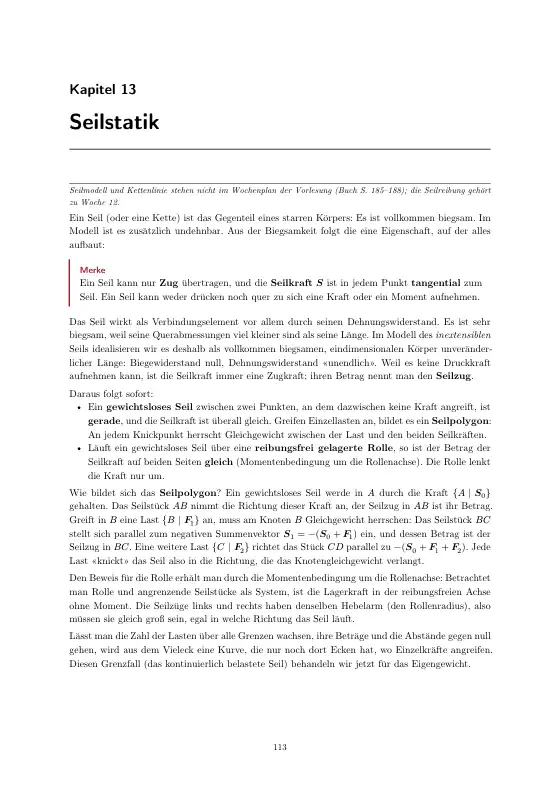 Kapitel 13
Seilstatik
Seilmodell und Kettenlinie stehen nicht im Wochenplan der Vorlesung (Buch S. 185–188); die Seilreibung gehört
zu Woche 12.
Ein Seil (oder eine Kette) ist das Gegenteil eines starren Körpers: Es ist vollkommen biegsam. Im
Modell ist es zusätzlich undehnbar. Aus der Biegsamkeit folgt die eine Eigenschaft, auf der alles
aufbaut:
Merke
Ein Seil kann nur Zug übertragen, und die Seilkraft S ist in jedem Punkt tangential zum
Seil. Ein Seil kann weder drücken noch quer zu sich eine Kraft oder ein Moment aufnehmen.
Das Seil wirkt als Verbindungselement vor allem durch seinen Dehnungswiderstand. Es ist sehr
biegsam, weil seine Querabmessungen viel kleiner sind als seine Länge. Im Modell des inextensiblen
Seils idealisieren wir es deshalb als vollkommen biegsamen, eindimensionalen Körper unveränder-
licher Länge: Biegewiderstand null, Dehnungswiderstand «unendlich». Weil es keine Druckkraft
aufnehmen kann, ist die Seilkraft immer eine Zugkraft; ihren Betrag nennt man den Seilzug.
Daraus folgt sofort:
• Ein gewichtsloses Seil zwischen zwei Punkten, an dem dazwischen keine Kraft angreift, ist
gerade, und die Seilkraft ist überall gleich. Greifen Einzellasten an, bildet es ein Seilpolygon:
An jedem Knickpunkt herrscht Gleichgewicht zwischen der Last und den beiden Seilkräften.
• Läuft ein gewichtsloses Seil über eine reibungsfrei gelagerte Rolle, so ist der Betrag der
Seilkraft auf beiden Seiten gleich (Momentenbedingung um die Rollenachse). Die Rolle lenkt
die Kraft nur um.
Wie bildet sich das Seilpolygon? Ein gewichtsloses Seil werde in A durch die Kraft {A | S₀}
gehalten. Das Seilstück AB nimmt die Richtung dieser Kraft an, der Seilzug in AB ist ihr Betrag.
Greift in B eine Last {B | F₁} an, muss am Knoten B Gleichgewicht herrschen: Das Seilstück BC
stellt sich parallel zum negativen Summenvektor S₁ = −(S₀ + F₁) ein, und dessen Betrag ist der
Seilzug in BC. Eine weitere Last {C | F₂} richtet das Stück CD parallel zu −(S₀ + F₁ + F₂). Jede
Last «knickt» das Seil also in die Richtung, die das Knotengleichgewicht verlangt.
Den Beweis für die Rolle erhält man durch die Momentenbedingung um die Rollenachse: Betrachtet
man Rolle und angrenzende Seilstücke als System, ist die Lagerkraft in der reibungsfreien Achse
ohne Moment. Die Seilzüge links und rechts haben denselben Hebelarm (den Rollenradius), also
müssen sie gleich groß sein, egal in welche Richtung das Seil läuft.
Lässt man die Zahl der Lasten über alle Grenzen wachsen, ihre Beträge und die Abstände gegen null
gehen, wird aus dem Vieleck eine Kurve, die nur noch dort Ecken hat, wo Einzelkräfte angreifen.
Diesen Grenzfall (das kontinuierlich belastete Seil) behandeln wir jetzt für das Eigengewicht.
113